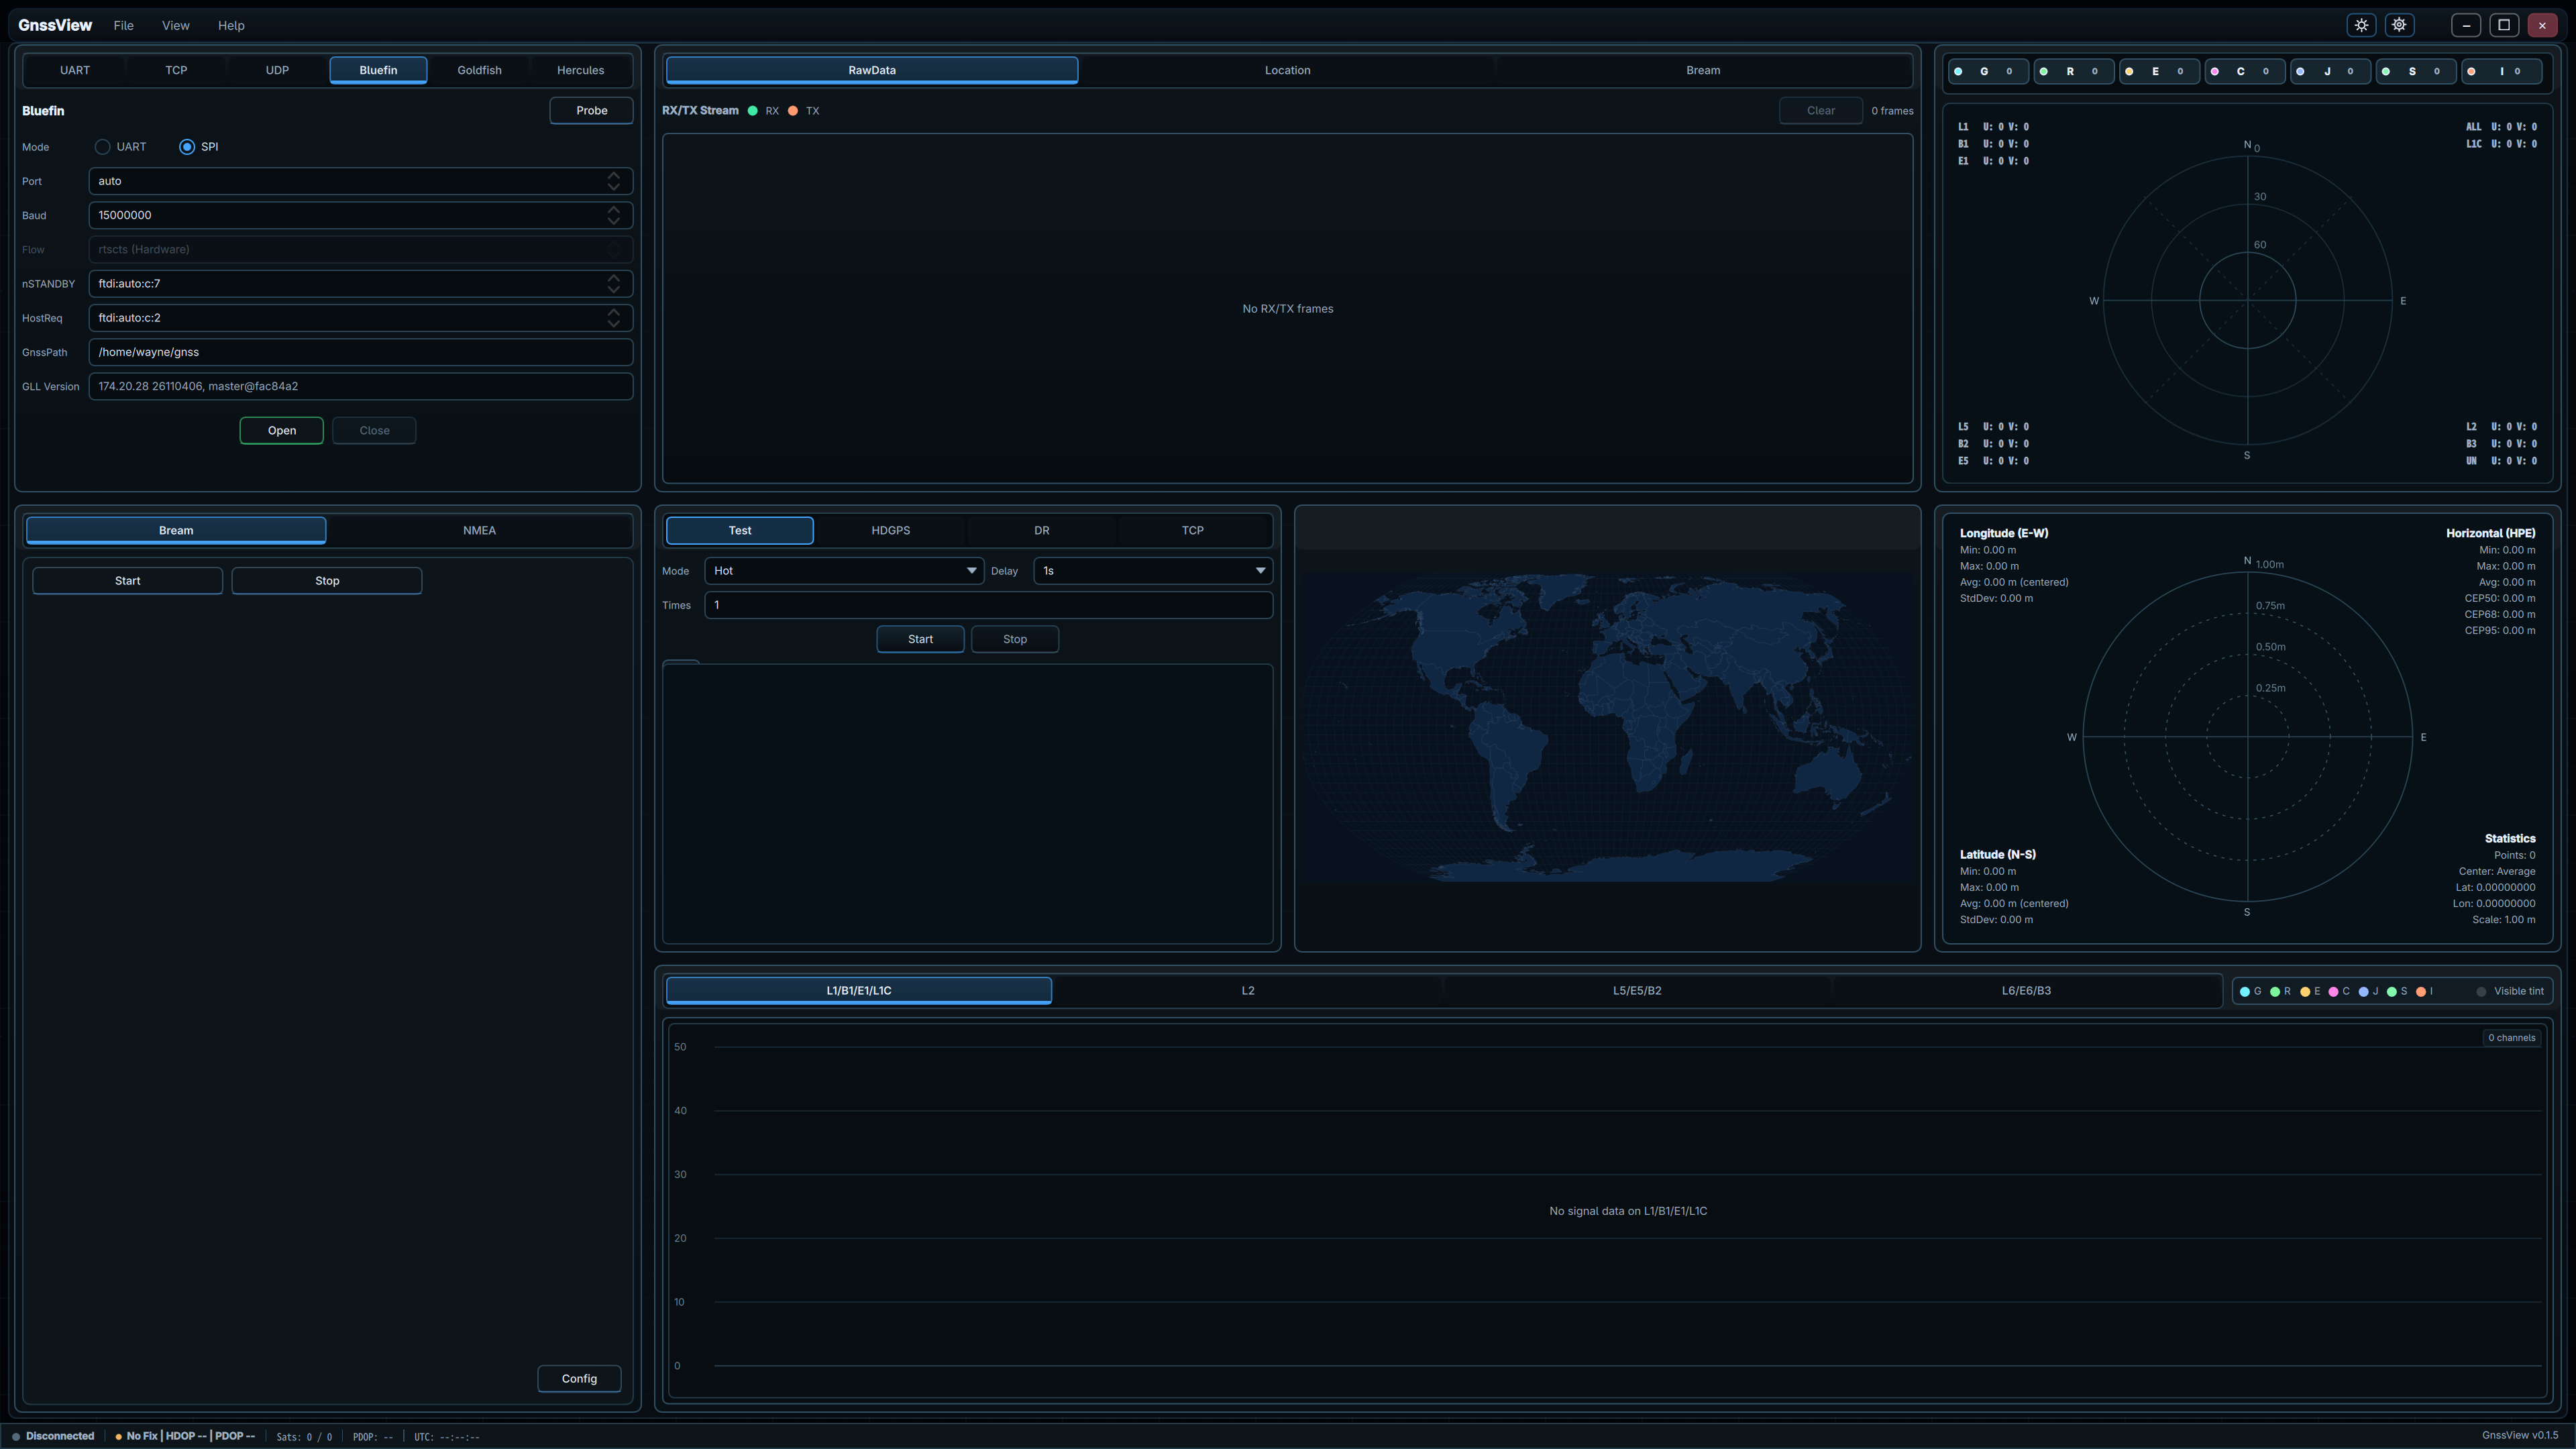 GnssView File View Help
UART TCP UDP Bluefin Goldfish Hercules
Bluefin Probe
Mode UART SPI
Port auto
Baud 15000000
Flow rtscts (Hardware)
nSTANDBY ftdi:auto:c:7
HostReq ftdi:auto:c:2
GnssPath /home/wayne/gnss
GLL Version 174.20.28 26110406, master@fac84a2
Open Close
RawData Location Bream
RX/TX Stream RX TX Clear 0 frames
No RX/TX frames
G 0 R 0 E 0 C 0 J 0 S 0 I 0
L1 U: 0 V: 0
B1 U: 0 V: 0
E1 U: 0 V: 0
ALL U: 0 V: 0
L1C U: 0 V: 0
N 0
30
60
W E
S
L5 U: 0 V: 0
B2 U: 0 V: 0
E5 U: 0 V: 0
L2 U: 0 V: 0
B3 U: 0 V: 0
UN U: 0 V: 0
Bream NMEA
Start Stop
Config
Test HDGPS DR TCP
Mode Hot Delay 1s
Times 1
Start Stop
Longitude (E-W)
Min: 0.00 m
Max: 0.00 m
Avg: 0.00 m (centered)
StdDev: 0.00 m
Horizontal (HPE)
Min: 0.00 m
Max: 0.00 m
Avg: 0.00 m
CEP50: 0.00 m
CEP68: 0.00 m
CEP95: 0.00 m
N 1.00m
0.75m
0.50m
0.25m
W E
S
Latitude (N-S)
Min: 0.00 m
Max: 0.00 m
Avg: 0.00 m (centered)
StdDev: 0.00 m
Statistics
Points: 0
Center: Average
Lat: 0.00000000
Lon: 0.00000000
Scale: 1.00 m
L1/B1/E1/L1C L2 L5/E5/B2 L6/E6/B3 G R E C J S I Visible tint
0 channels
50
40
30
No signal data on L1/B1/E1/L1C
20
10
0
Disconnected No Fix | HDOP -- | PDOP -- Sats: 0 / 0 PDOP: -- UTC: --:--:-- GnssView v0.1.5